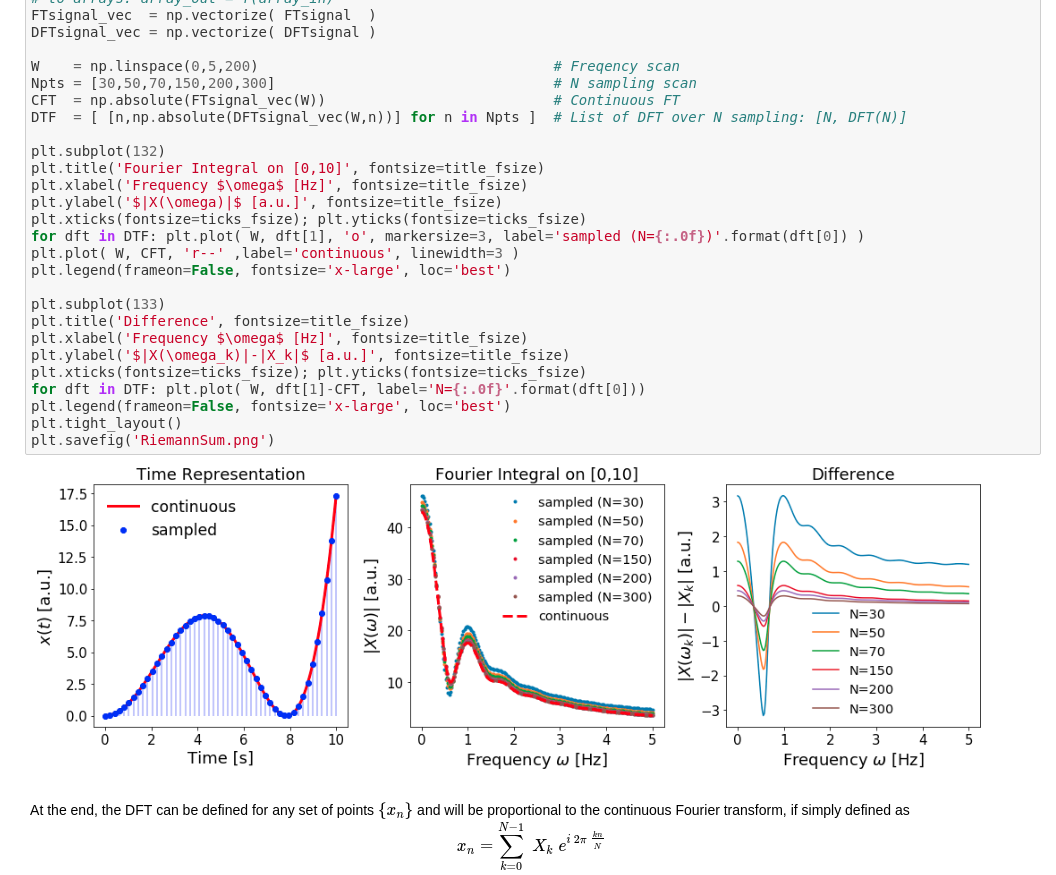 # to arrays: array_out = f(array_in)
FTsignal_vec  = np.vectorize( FTsignal  )
DFTsignal_vec = np.vectorize( DFTsignal )
W    = np.linspace(0,5,200)                                   # Freqency scan
Npts = [30,50,70,150,200,300]                                 # N sampling scan
CFT  = np.absolute(FTsignal_vec(W))                           # Continuous FT
DTF  = [ [n,np.absolute(DFTsignal_vec(W,n))] for n in Npts ]  # List of DFT over N sampling: [N, DFT(N)]
plt.subplot(132)
plt.title('Fourier Integral on [0,10]', fontsize=title_fsize)
plt.xlabel('Frequency $\omega$ [Hz]', fontsize=title_fsize)
plt.ylabel('$|X(\omega)|$ [a.u.]', fontsize=title_fsize)
plt.xticks(fontsize=ticks_fsize); plt.yticks(fontsize=ticks_fsize)
for dft in DTF: plt.plot( W, dft[1], 'o', markersize=3, label='sampled (N={:.0f})'.format(dft[0]) )
plt.plot( W, CFT, 'r--' ,label='continuous', linewidth=3 )
plt.legend(frameon=False, fontsize='x-large', loc='best')
plt.subplot(133)
plt.title('Difference', fontsize=title_fsize)
plt.xlabel('Frequency $\omega$ [Hz]', fontsize=title_fsize)
plt.ylabel('$|X(\omega_k)|-|X_k|$ [a.u.]', fontsize=title_fsize)
plt.xticks(fontsize=ticks_fsize); plt.yticks(fontsize=ticks_fsize)
for dft in DTF: plt.plot( W, dft[1]-CFT, label='N={:.0f}'.format(dft[0]))
plt.legend(frameon=False, fontsize='x-large', loc='best')
plt.tight_layout()
plt.savefig('RiemannSum.png')
Time Representation
x(t) [a.u.]
17.5
15.0
12.5
10.0
7.5
5.0
2.5
0.0
continuous
sampled
0 2 4 6 8 10
Time [s]
Fourier Integral on [0,10]
|X(ω)| [a.u.]
40
30
20
10
sampled (N=30)
sampled (N=50)
sampled (N=70)
sampled (N=150)
sampled (N=200)
sampled (N=300)
continuous
0 1 2 3 4 5
Frequency ω [Hz]
Difference
|X(ω_k)| − |X_k| [a.u.]
3
2
1
0
−1
−2
−3
N=30
N=50
N=70
N=150
N=200
N=300
0 1 2 3 4 5
Frequency ω [Hz]
At the end, the DFT can be defined for any set of points {x_n} and will be proportional to the continuous Fourier transform, if simply defined as
x_n = ∑_{k=0}^{N−1} X_k e^{i 2π kn/N}